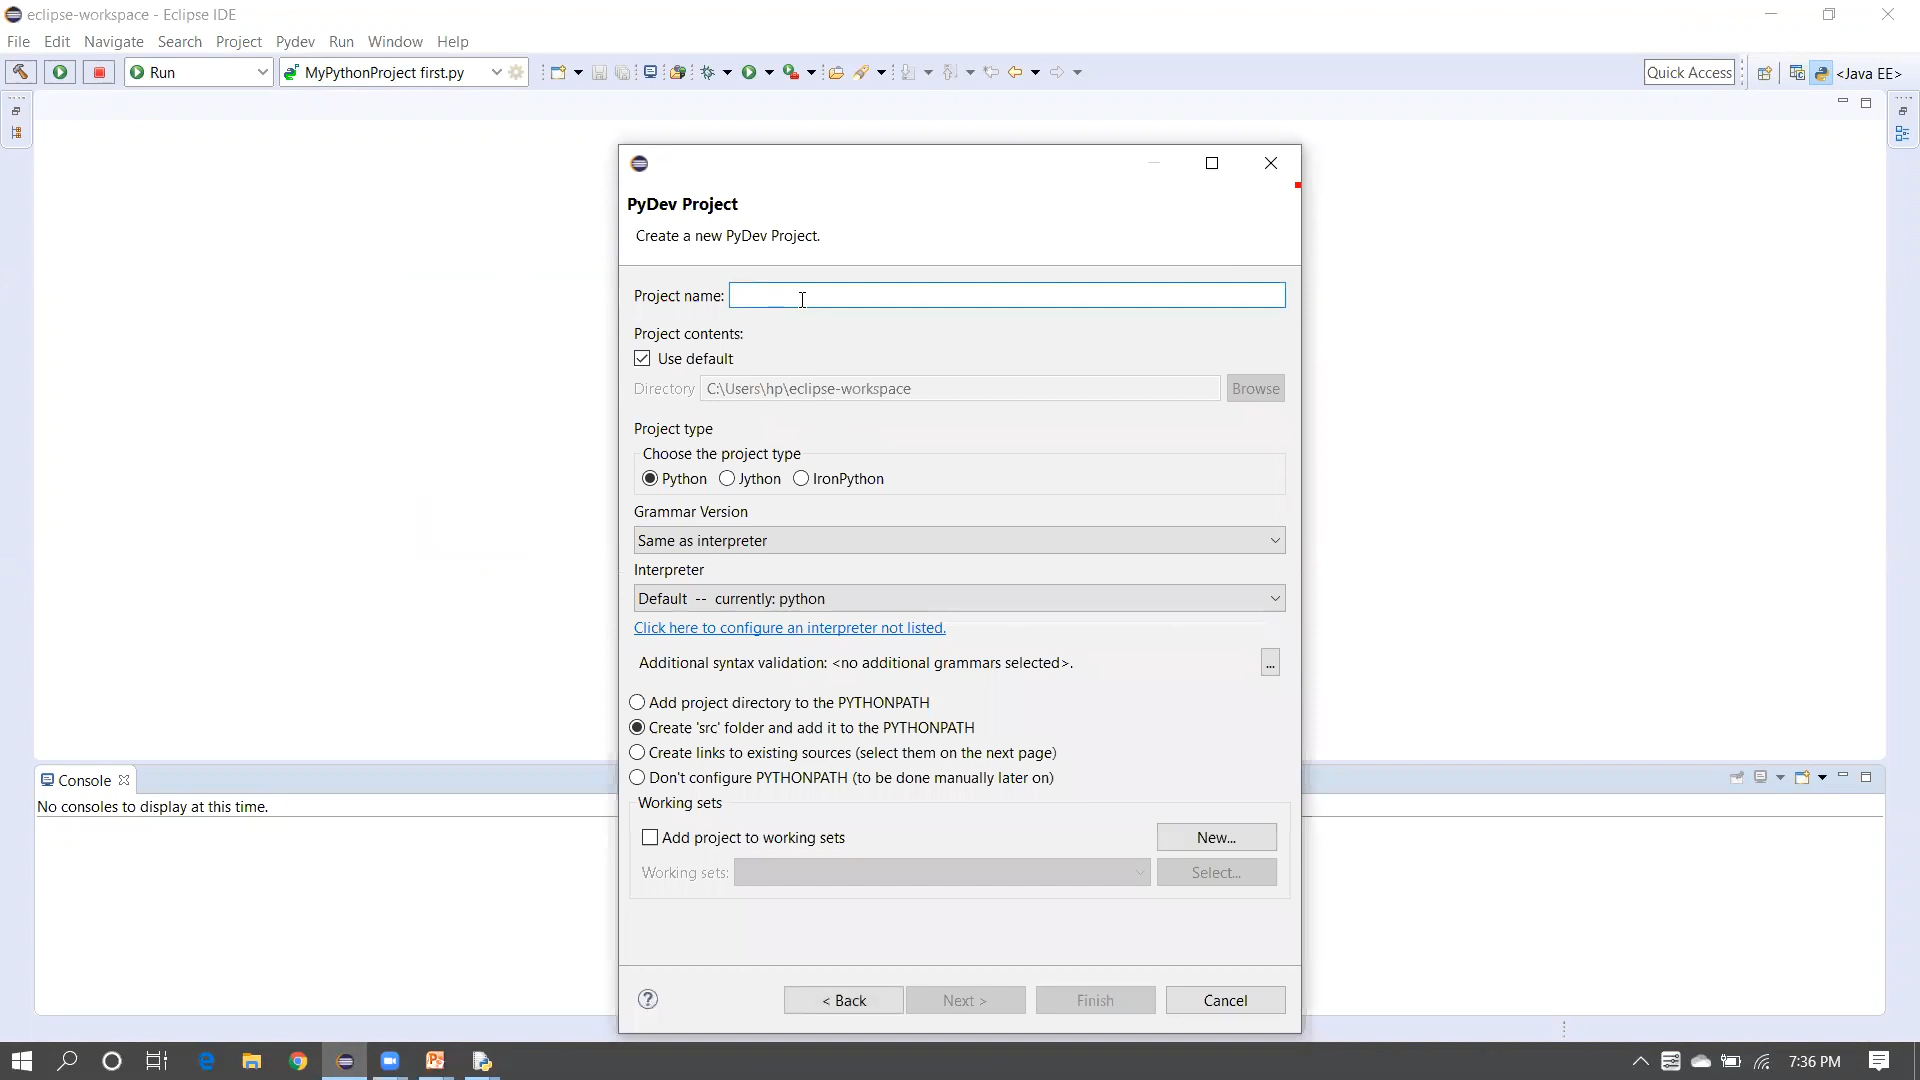 eclipse-workspace - Eclipse IDE
File Edit Navigate Search Project Pydev Run Window Help
Run MyPythonProject first.py Quick Access <Java EE>
PyDev Project
Create a new PyDev Project.
Project name:
Project contents:
Use default
Directory C:\Users\hp\eclipse-workspace Browse
Project type
Choose the project type
Python Jython IronPython
Grammar Version
Same as interpreter
Interpreter
Default -- currently: python
Click here to configure an interpreter not listed.
Additional syntax validation: <no additional grammars selected>. ...
Add project directory to the PYTHONPATH
Create 'src' folder and add it to the PYTHONPATH
Create links to existing sources (select them on the next page)
Don't configure PYTHONPATH (to be done manually later on)
Working sets
Add project to working sets New...
Working sets: Select...
< Back Next > Finish Cancel
Console
No consoles to display at this time.
7:36 PM